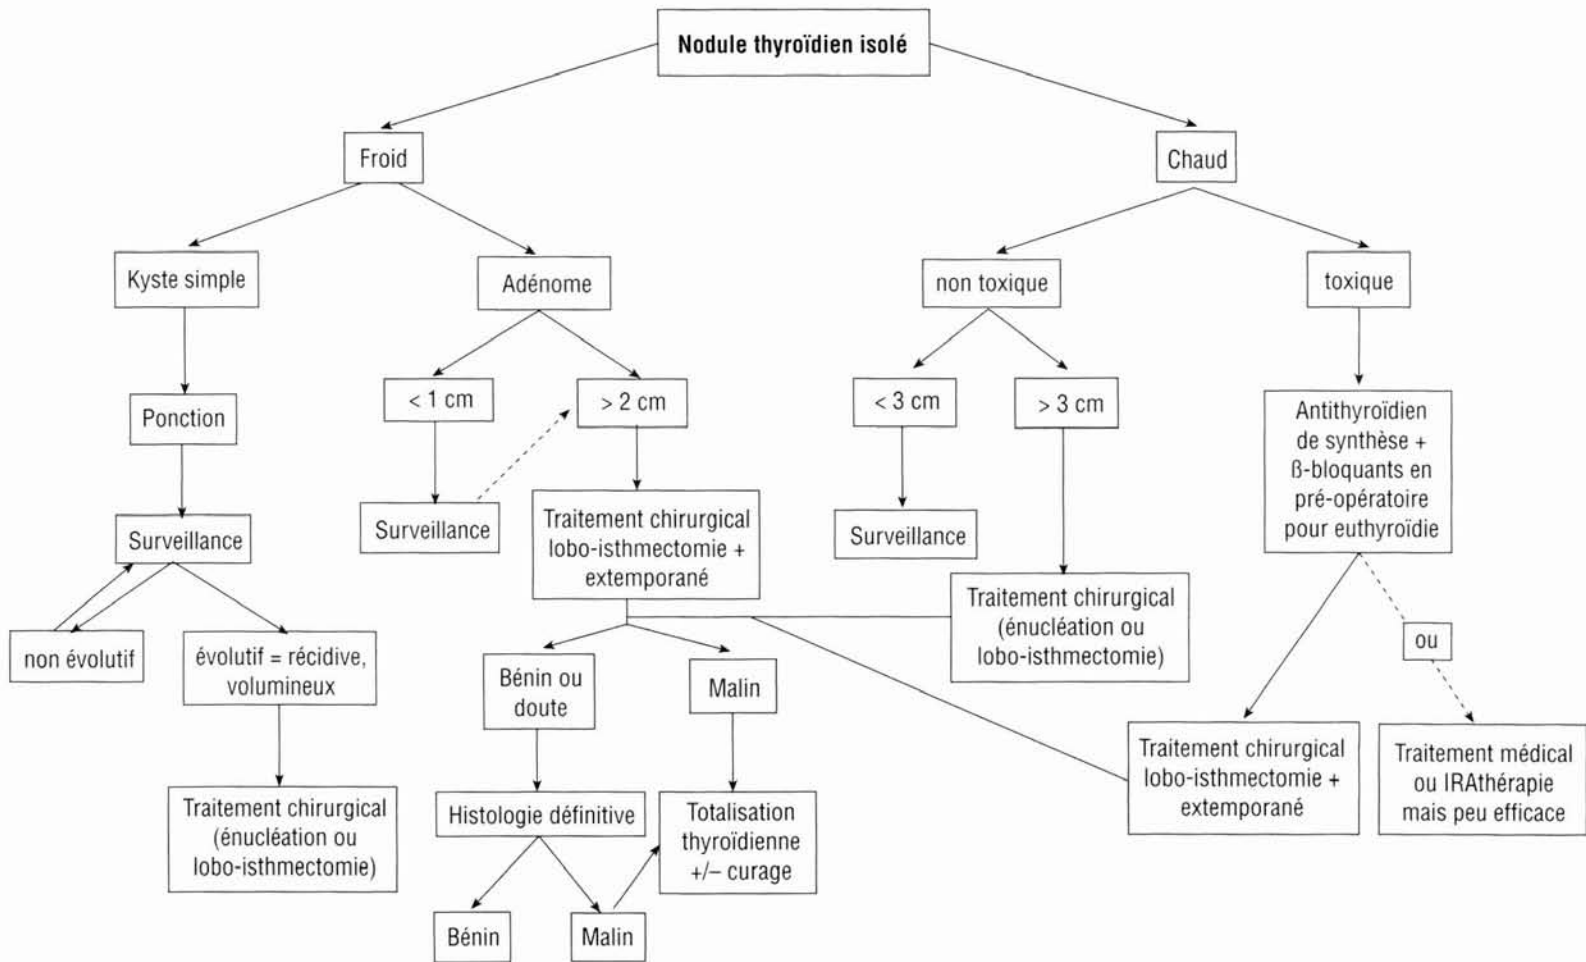 Nodule thyroïdien isolé
Froid
Chaud
Kyste simple
Adénome
non toxique
toxique
< 1 cm
> 2 cm
< 3 cm
> 3 cm
Ponction
Antithyroïdien
de synthèse +
ß-bloquants en
pré-opératoire
pour euthyroïdie
Surveillance
Surveillance
Traitement chirurgical
lobo-isthmectomie +
extemporané
Surveillance
Traitement chirurgical
(énucléation ou
lobo-isthmectomie)
non évolutif
évolutif = récidive,
volumineux
Bénin ou
doute
Malin
ou
Traitement chirurgical
lobo-isthmectomie +
extemporané
Traitement médical
ou IRAthérapie
mais peu efficace
Traitement chirurgical
(énucléation ou
lobo-isthmectomie)
Histologie définitive
Totalisation
thyroïdienne
+/– curage
Bénin
Malin